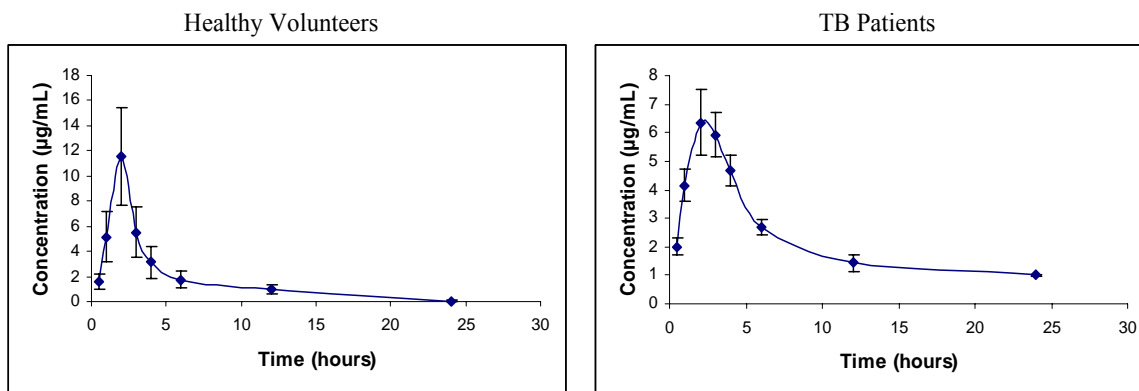 Healthy Volunteers
TB Patients
Concentration (µg/mL)
18
16
14
12
10
8
6
4
2
0
0 5 10 15 20 25 30
Time (hours)
Concentration (µg/mL)
8
7
6
5
4
3
2
1
0
0 5 10 15 20 25 30
Time (hours)